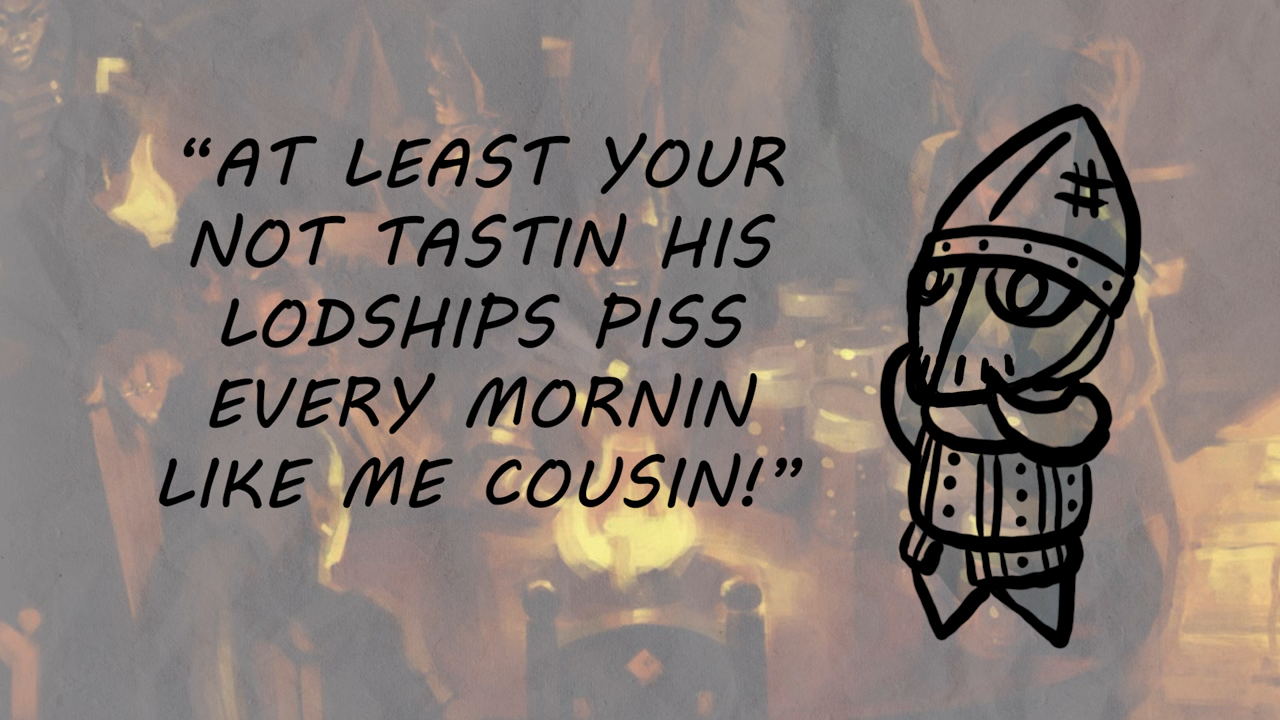 “AT LEAST YOUR
NOT TASTIN HIS
LODSHIPS PISS
EVERY MORNIN
LIKE ME COUSIN!”